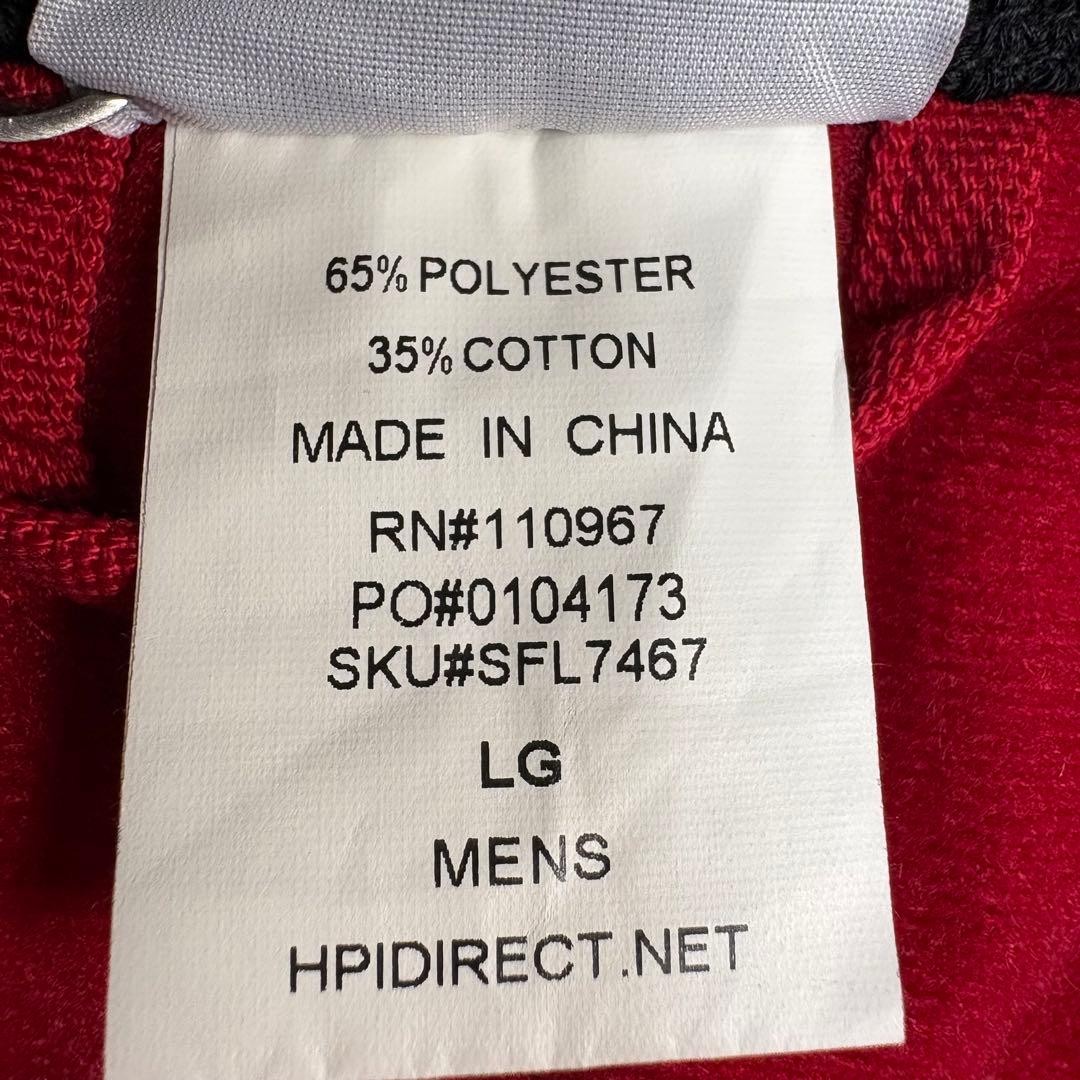 65% POLYESTER
35% COTTON
MADE IN CHINA
RN#110967
PO#0104173
SKU#SFL7467
LG
MENS
HPIDIRECT.NET